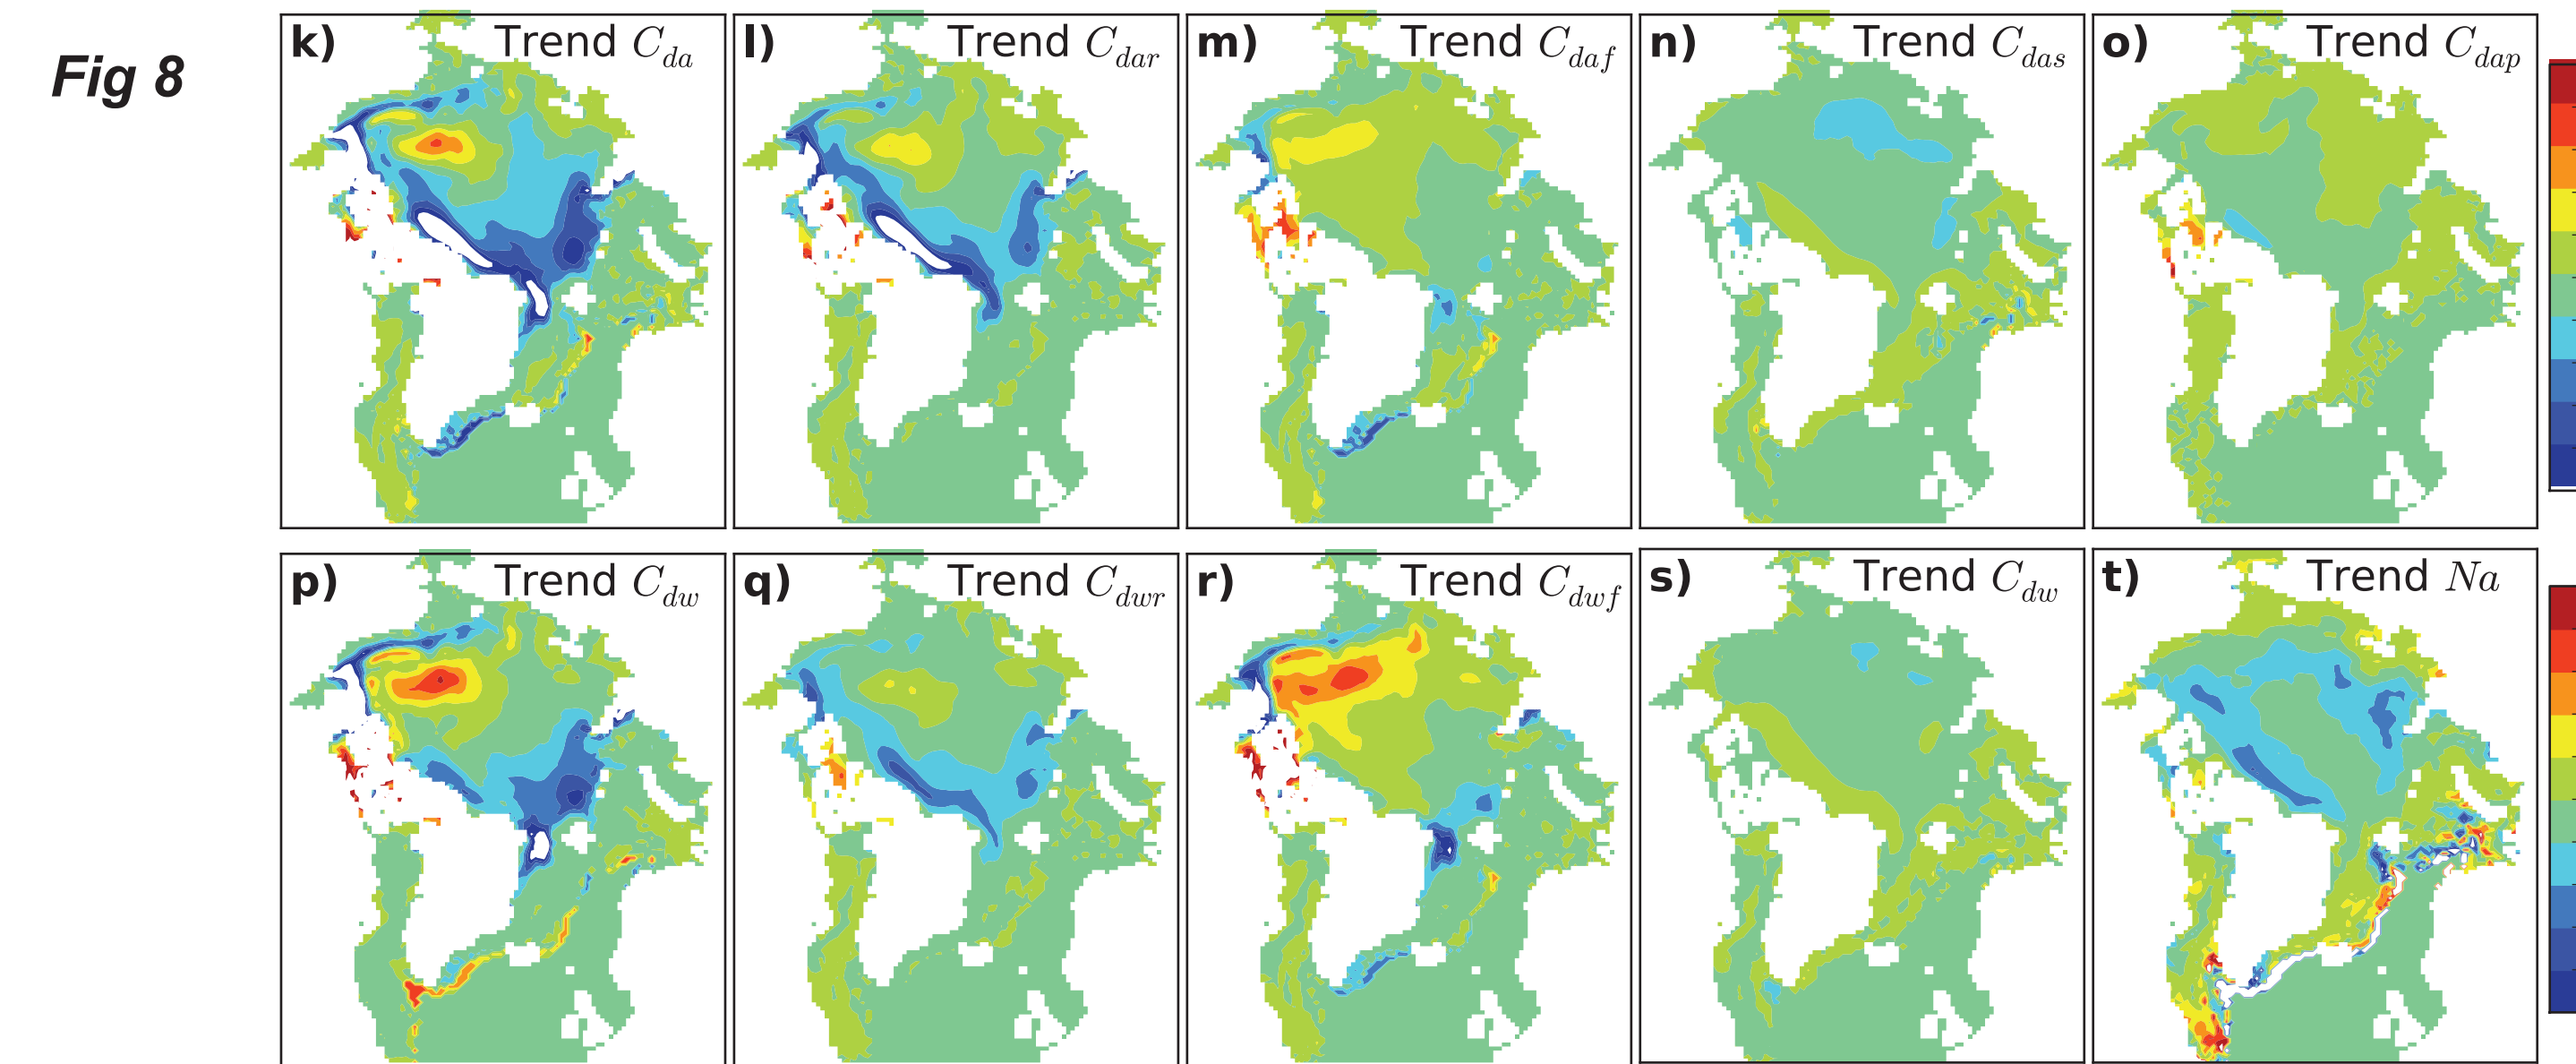 Fig 8
k) Trend C_da
l) Trend C_dar
m) Trend C_daf
n) Trend C_das
o) Trend C_dap
p) Trend C_dw
q) Trend C_dwr
r) Trend C_dwf
s) Trend C_dw
t) Trend Na